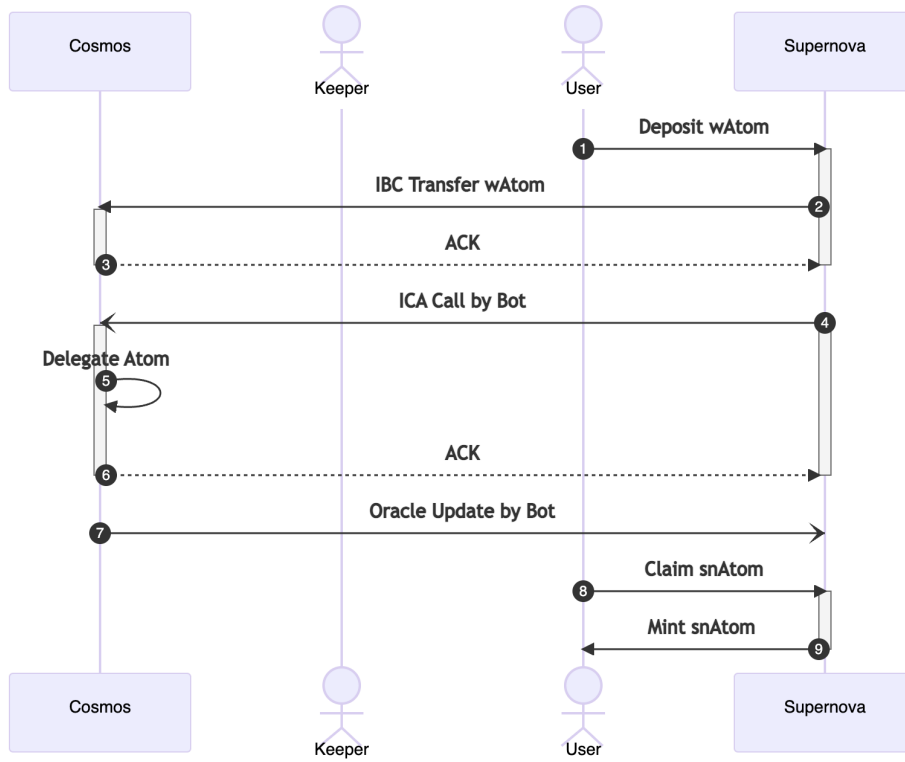 Cosmos
Keeper
User
Supernova
Deposit wAtom
1
IBC Transfer wAtom
2
ACK
3
ICA Call by Bot
4
Delegate Atom
5
ACK
6
Oracle Update by Bot
7
Claim snAtom
8
Mint snAtom
9
Cosmos
Keeper
User
Supernova